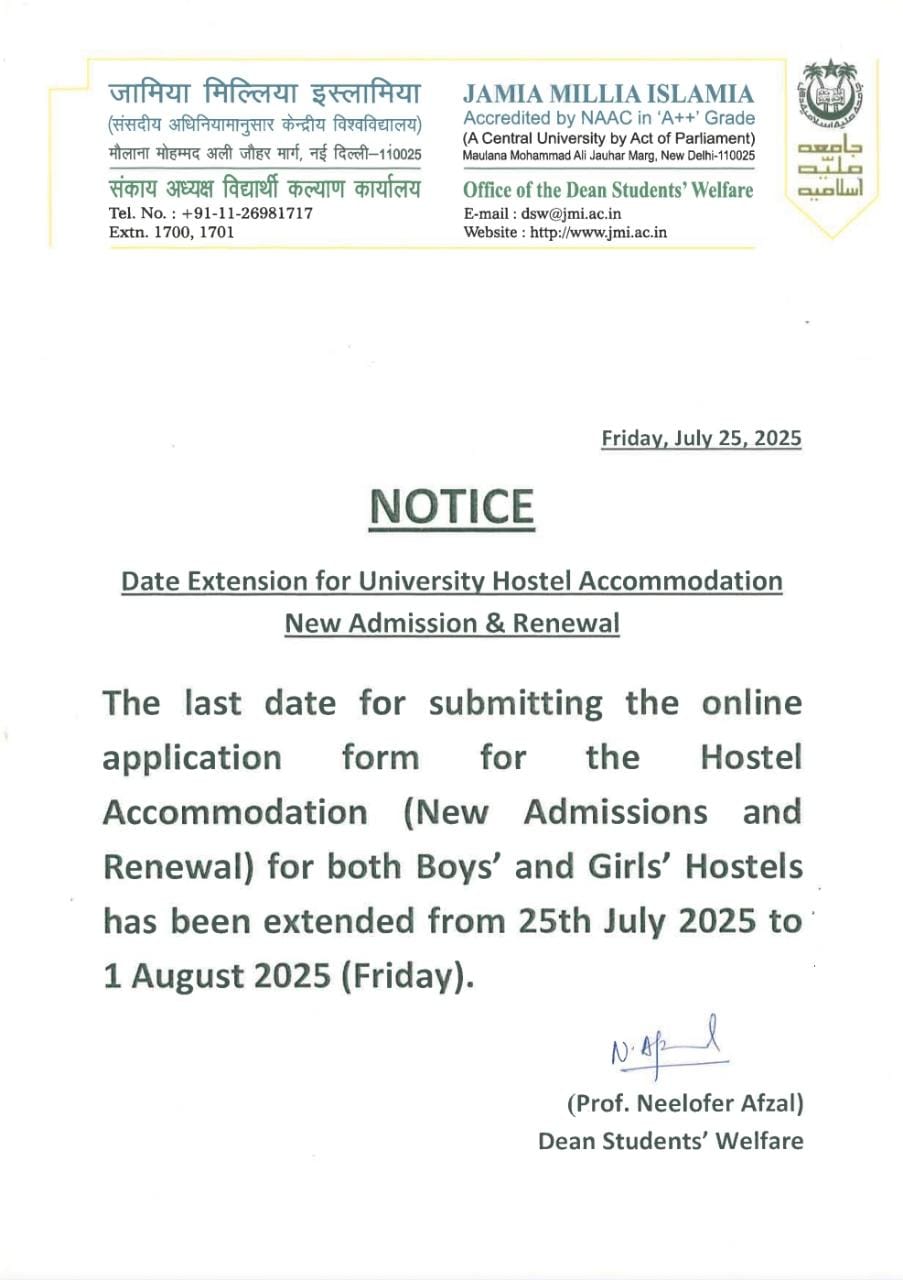 जामिया मिल्लिया इस्लामिया
(संसदीय अधिनियमानुसार केन्द्रीय विश्वविद्यालय)
मौलाना मोहम्मद अली जौहर मार्ग, नई दिल्ली–110025
संकाय अध्यक्ष विद्यार्थी कल्याण कार्यालय
Tel. No. : +91-11-26981717
Extn. 1700, 1701
JAMIA MILLIA ISLAMIA
Accredited by NAAC in ‘A++’ Grade
(A Central University by Act of Parliament)
Maulana Mohammad Ali Jauhar Marg, New Delhi-110025
Office of the Dean Students’ Welfare
E-mail : dsw@jmi.ac.in
Website : http://www.jmi.ac.in
جامعه
ملیّه
اسلامیه
Friday, July 25, 2025
NOTICE
Date Extension for University Hostel Accommodation
New Admission & Renewal
The last date for submitting the online
application form for the Hostel
Accommodation (New Admissions and
Renewal) for both Boys’ and Girls’ Hostels
has been extended from 25th July 2025 to
1 August 2025 (Friday).
(Prof. Neelofer Afzal)
Dean Students’ Welfare